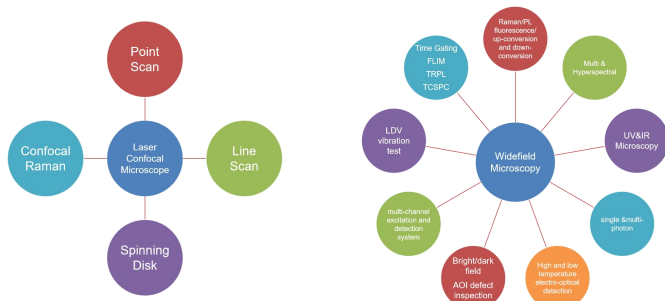 Point
Scan
Confocal
Raman
Laser
Confocal
Microscope
Line
Scan
Spinning
Disk
Raman/PL
fluorescence/
up-conversion
and down-
conversion
Time Gating
FLIM
TRPL
TCSPC
Multi &
Hyperspectral
LDV
vibration
test
Widefield
Microscopy
UV&IR
Microscopy
multi-channel
excitation and
detection
system
single &multi-
photon
Bright/dark
field
AOI defect
inspection
High and low
temperature
electro-optical
detection